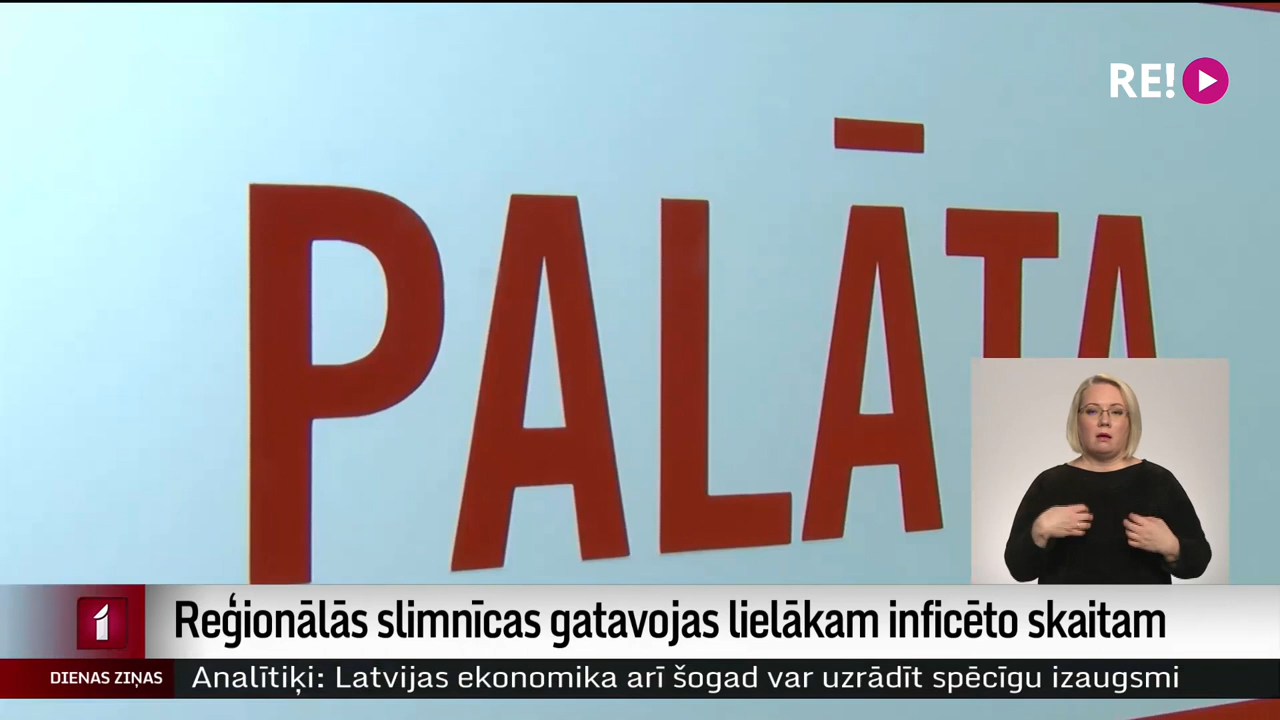 RE!
PALĀTA
1
Reģionālās slimnīcas gatavojas lielākam inficēto skaitam
DIENAS ZIŅAS
Analītiķi: Latvijas ekonomika arī šogad var uzrādīt spēcīgu izaugsmi